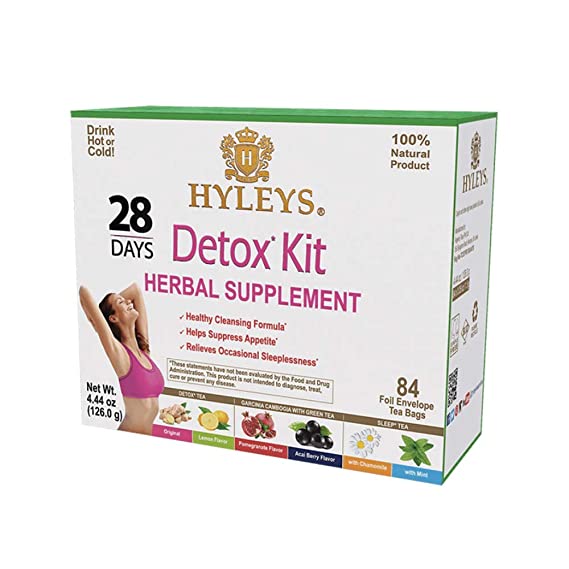 Drink
Hot or
Cold!
H
HYLEYS®
100%
Natural
Product
28
DAYS
Detox* Kit
HERBAL SUPPLEMENT
✓ Healthy Cleansing Formula*
✓ Helps Suppress Appetite*
✓ Relieves Occasional Sleeplessness*
*These statements have not been evaluated by the Food and Drug
Administration. This product is not intended to diagnose, treat,
cure or prevent any disease.
Net Wt.
4.44 oz
(126.0 g)
84
Foil Envelope
Tea Bags
DETOX* TEA
GARCINIA CAMBOGIA WITH GREEN TEA
SLEEP* TEA
Original
Lemon Flavor
Pomegranate Flavor
Acai Berry Flavor
with Chamomile
with Mint
HYLEYS